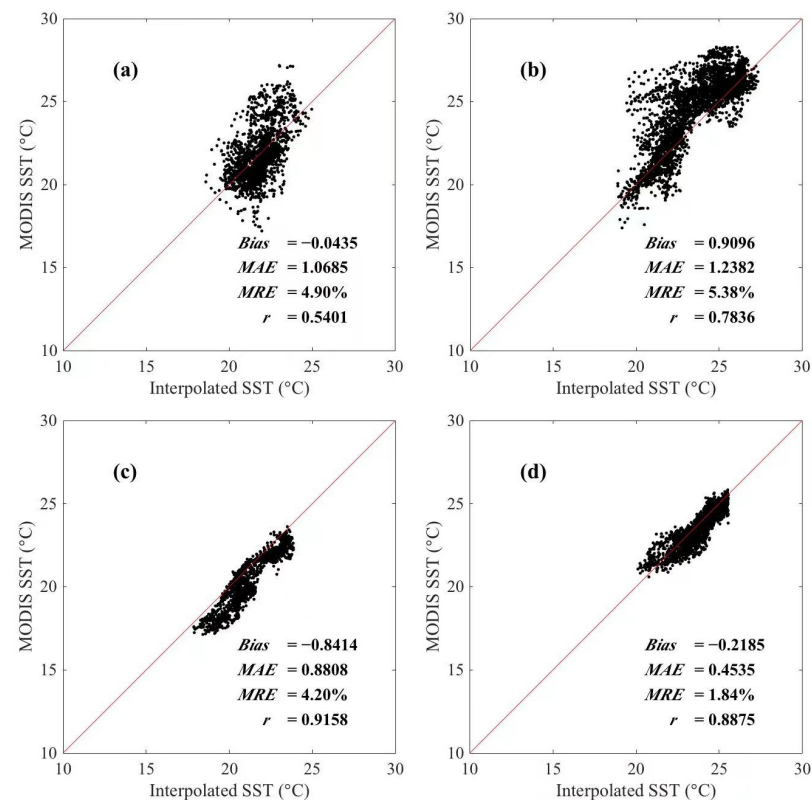 30
25
20
15
10
(a)
Bias = −0.0435
MAE = 1.0685
MRE = 4.90%
r = 0.5401
10 15 20 25 30
Interpolated SST (°C)
MODIS SST (°C)
30
25
20
15
10
(b)
Bias = 0.9096
MAE = 1.2382
MRE = 5.38%
r = 0.7836
10 15 20 25 30
Interpolated SST (°C)
MODIS SST (°C)
30
25
20
15
10
(c)
Bias = −0.8414
MAE = 0.8808
MRE = 4.20%
r = 0.9158
10 15 20 25 30
Interpolated SST (°C)
MODIS SST (°C)
30
25
20
15
10
(d)
Bias = −0.2185
MAE = 0.4535
MRE = 1.84%
r = 0.8875
10 15 20 25 30
Interpolated SST (°C)
MODIS SST (°C)